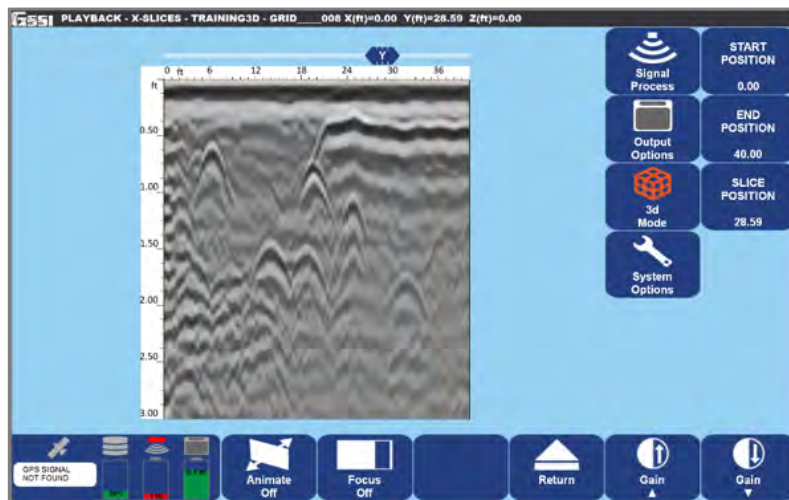 GSSI PLAYBACK - X-SLICES - TRAINING3D - GRID____008 X(ft)=0.00 Y(ft)=28.59 Z(ft)=0.00
Y
0 ft 6 12 18 24 30 36
ft
0.50
1.00
1.50
2.00
2.50
3.00
Signal
Process
START
POSITION
0.00
Output
Options
END
POSITION
40.00
3d
Mode
SLICE
POSITION
28.59
System
Options
GPS SIGNAL
NOT FOUND
Animate
Off
Focus
Off
Return
Gain
Gain